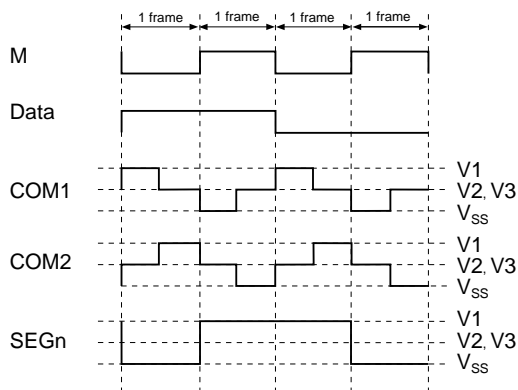 1 frame 1 frame 1 frame 1 frame
M
Data
V1
COM1 V2, V3
VSS
V1
COM2 V2, V3
VSS
V1
SEGn V2, V3
VSS